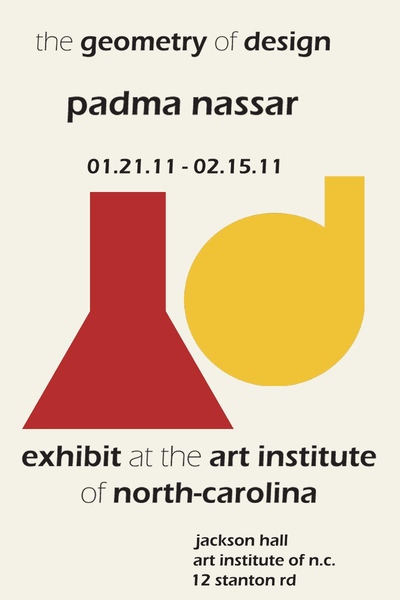 the geometry of design
padma nassar
01.21.11 - 02.15.11
exhibit at the art institute
of north-carolina
jackson hall
art institute of n.c.
12 stanton rd